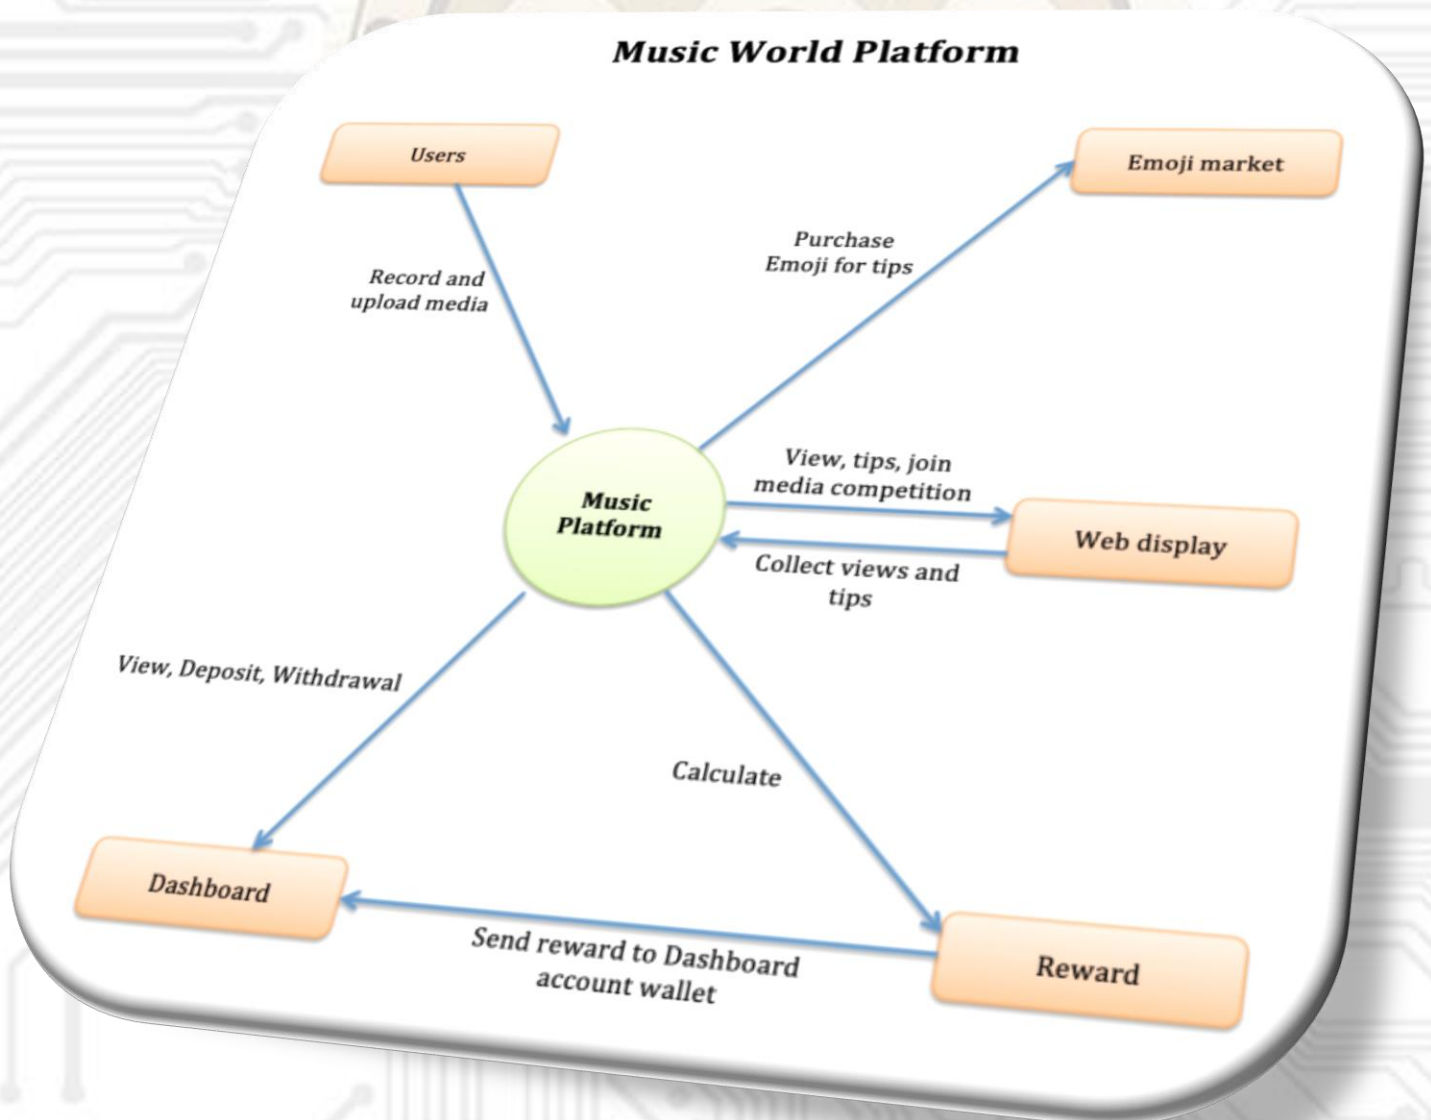 Music World Platform
Users
Emoji market
Purchase
Emoji for tips
Record and
upload media
View, tips, join
media competition
Music
Platform
Web display
Collect views and
tips
View, Deposit, Withdrawal
Calculate
Dashboard
Send reward to Dashboard
account wallet
Reward